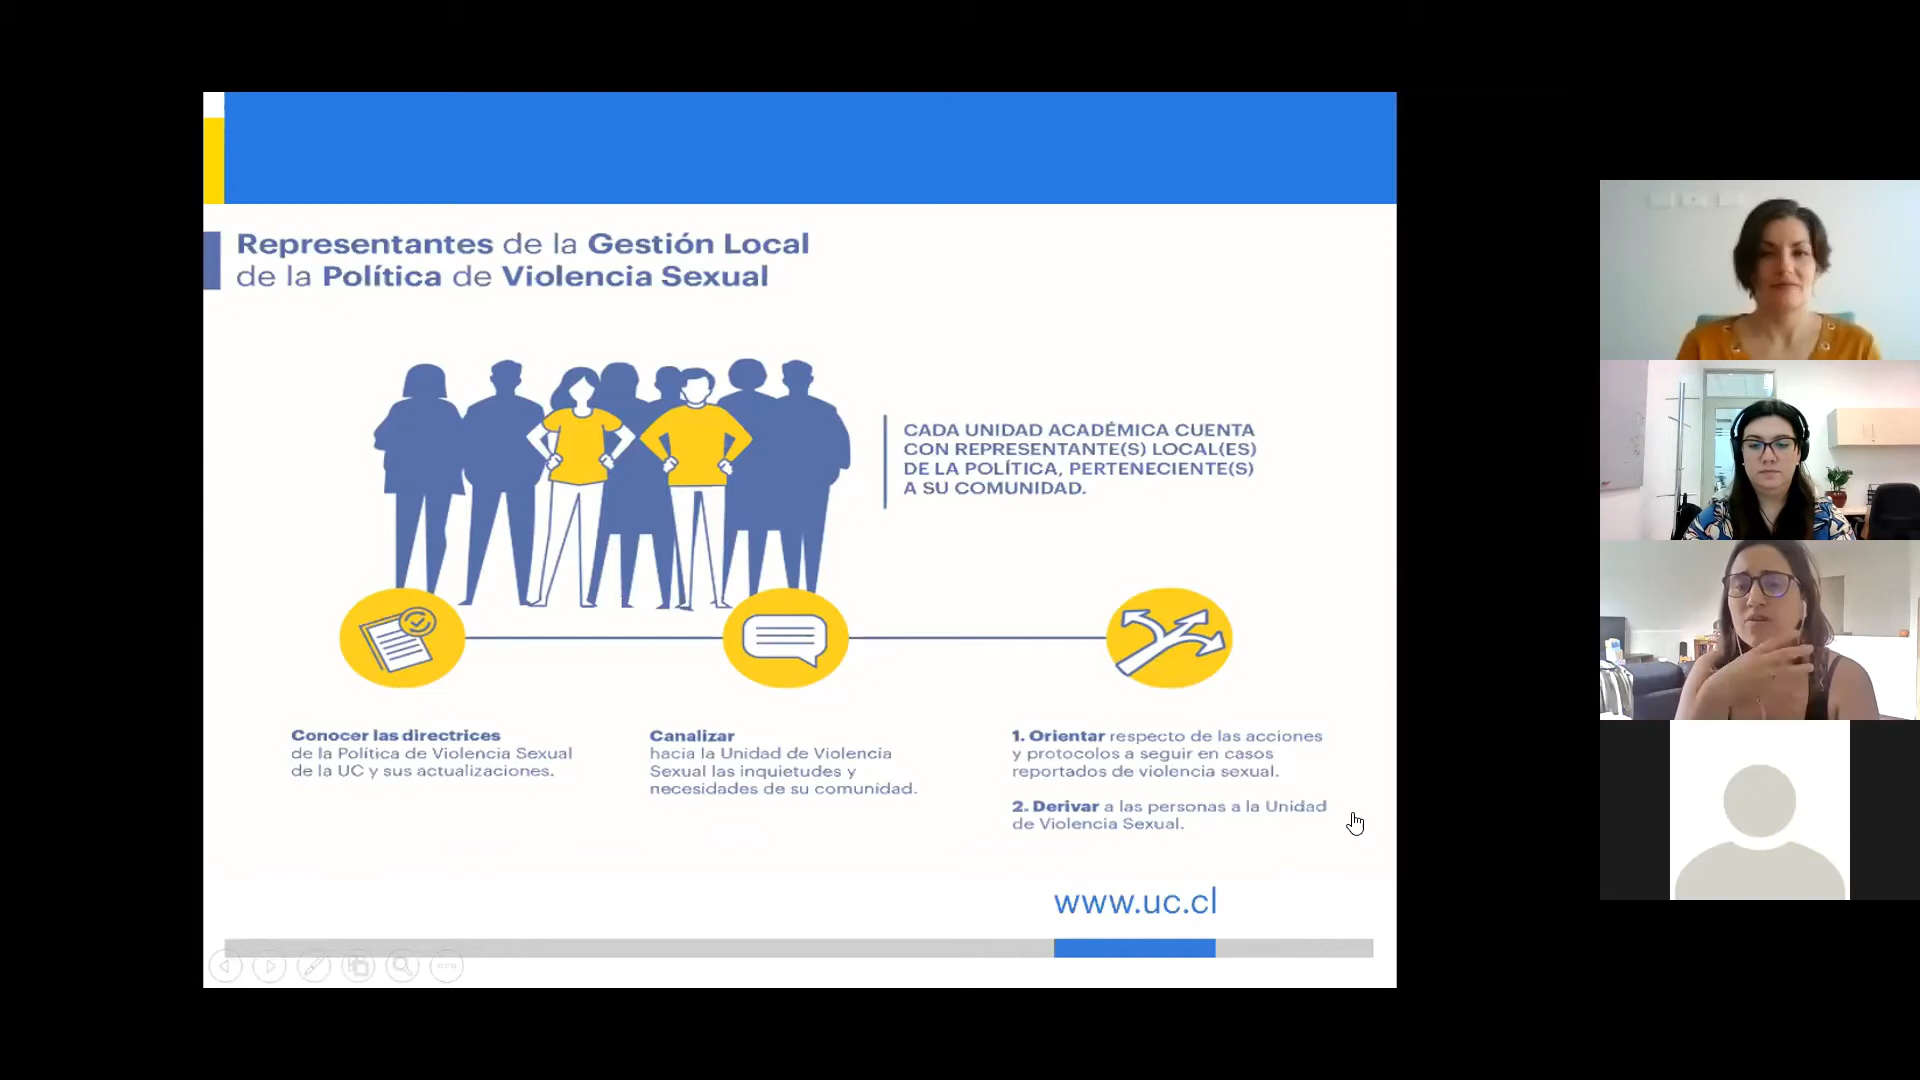 Representantes de la Gestión Local
de la Política de Violencia Sexual
CADA UNIDAD ACADÉMICA CUENTA
CON REPRESENTANTE(S) LOCAL(ES)
DE LA POLÍTICA, PERTENECIENTE(S)
A SU COMUNIDAD.
Conocer las directrices
de la Política de Violencia Sexual
de la UC y sus actualizaciones.
Canalizar
hacia la Unidad de Violencia
Sexual las inquietudes y
necesidades de su comunidad.
1. Orientar respecto de las acciones
y protocolos a seguir en casos
reportados de violencia sexual.
2. Derivar a las personas a la Unidad
de Violencia Sexual.
www.uc.cl